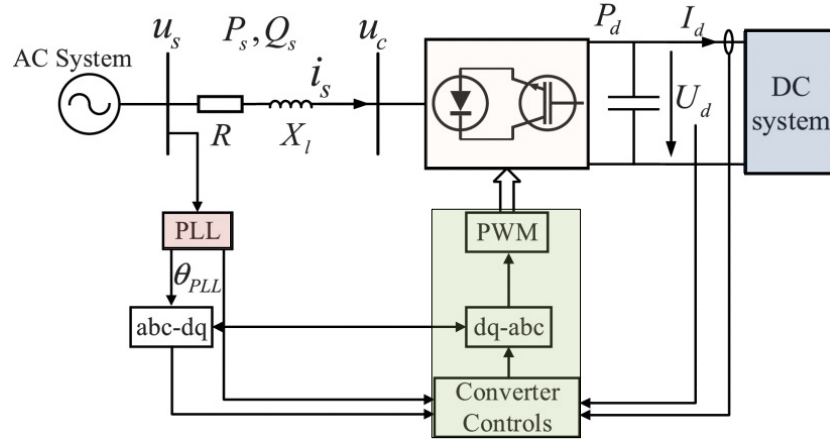 AC System
u_s
P_s, Q_s
i_s
u_c
R
X_l
P_d
I_d
U_d
DC
system
PLL
θ_PLL
abc-dq
PWM
dq-abc
Converter
Controls